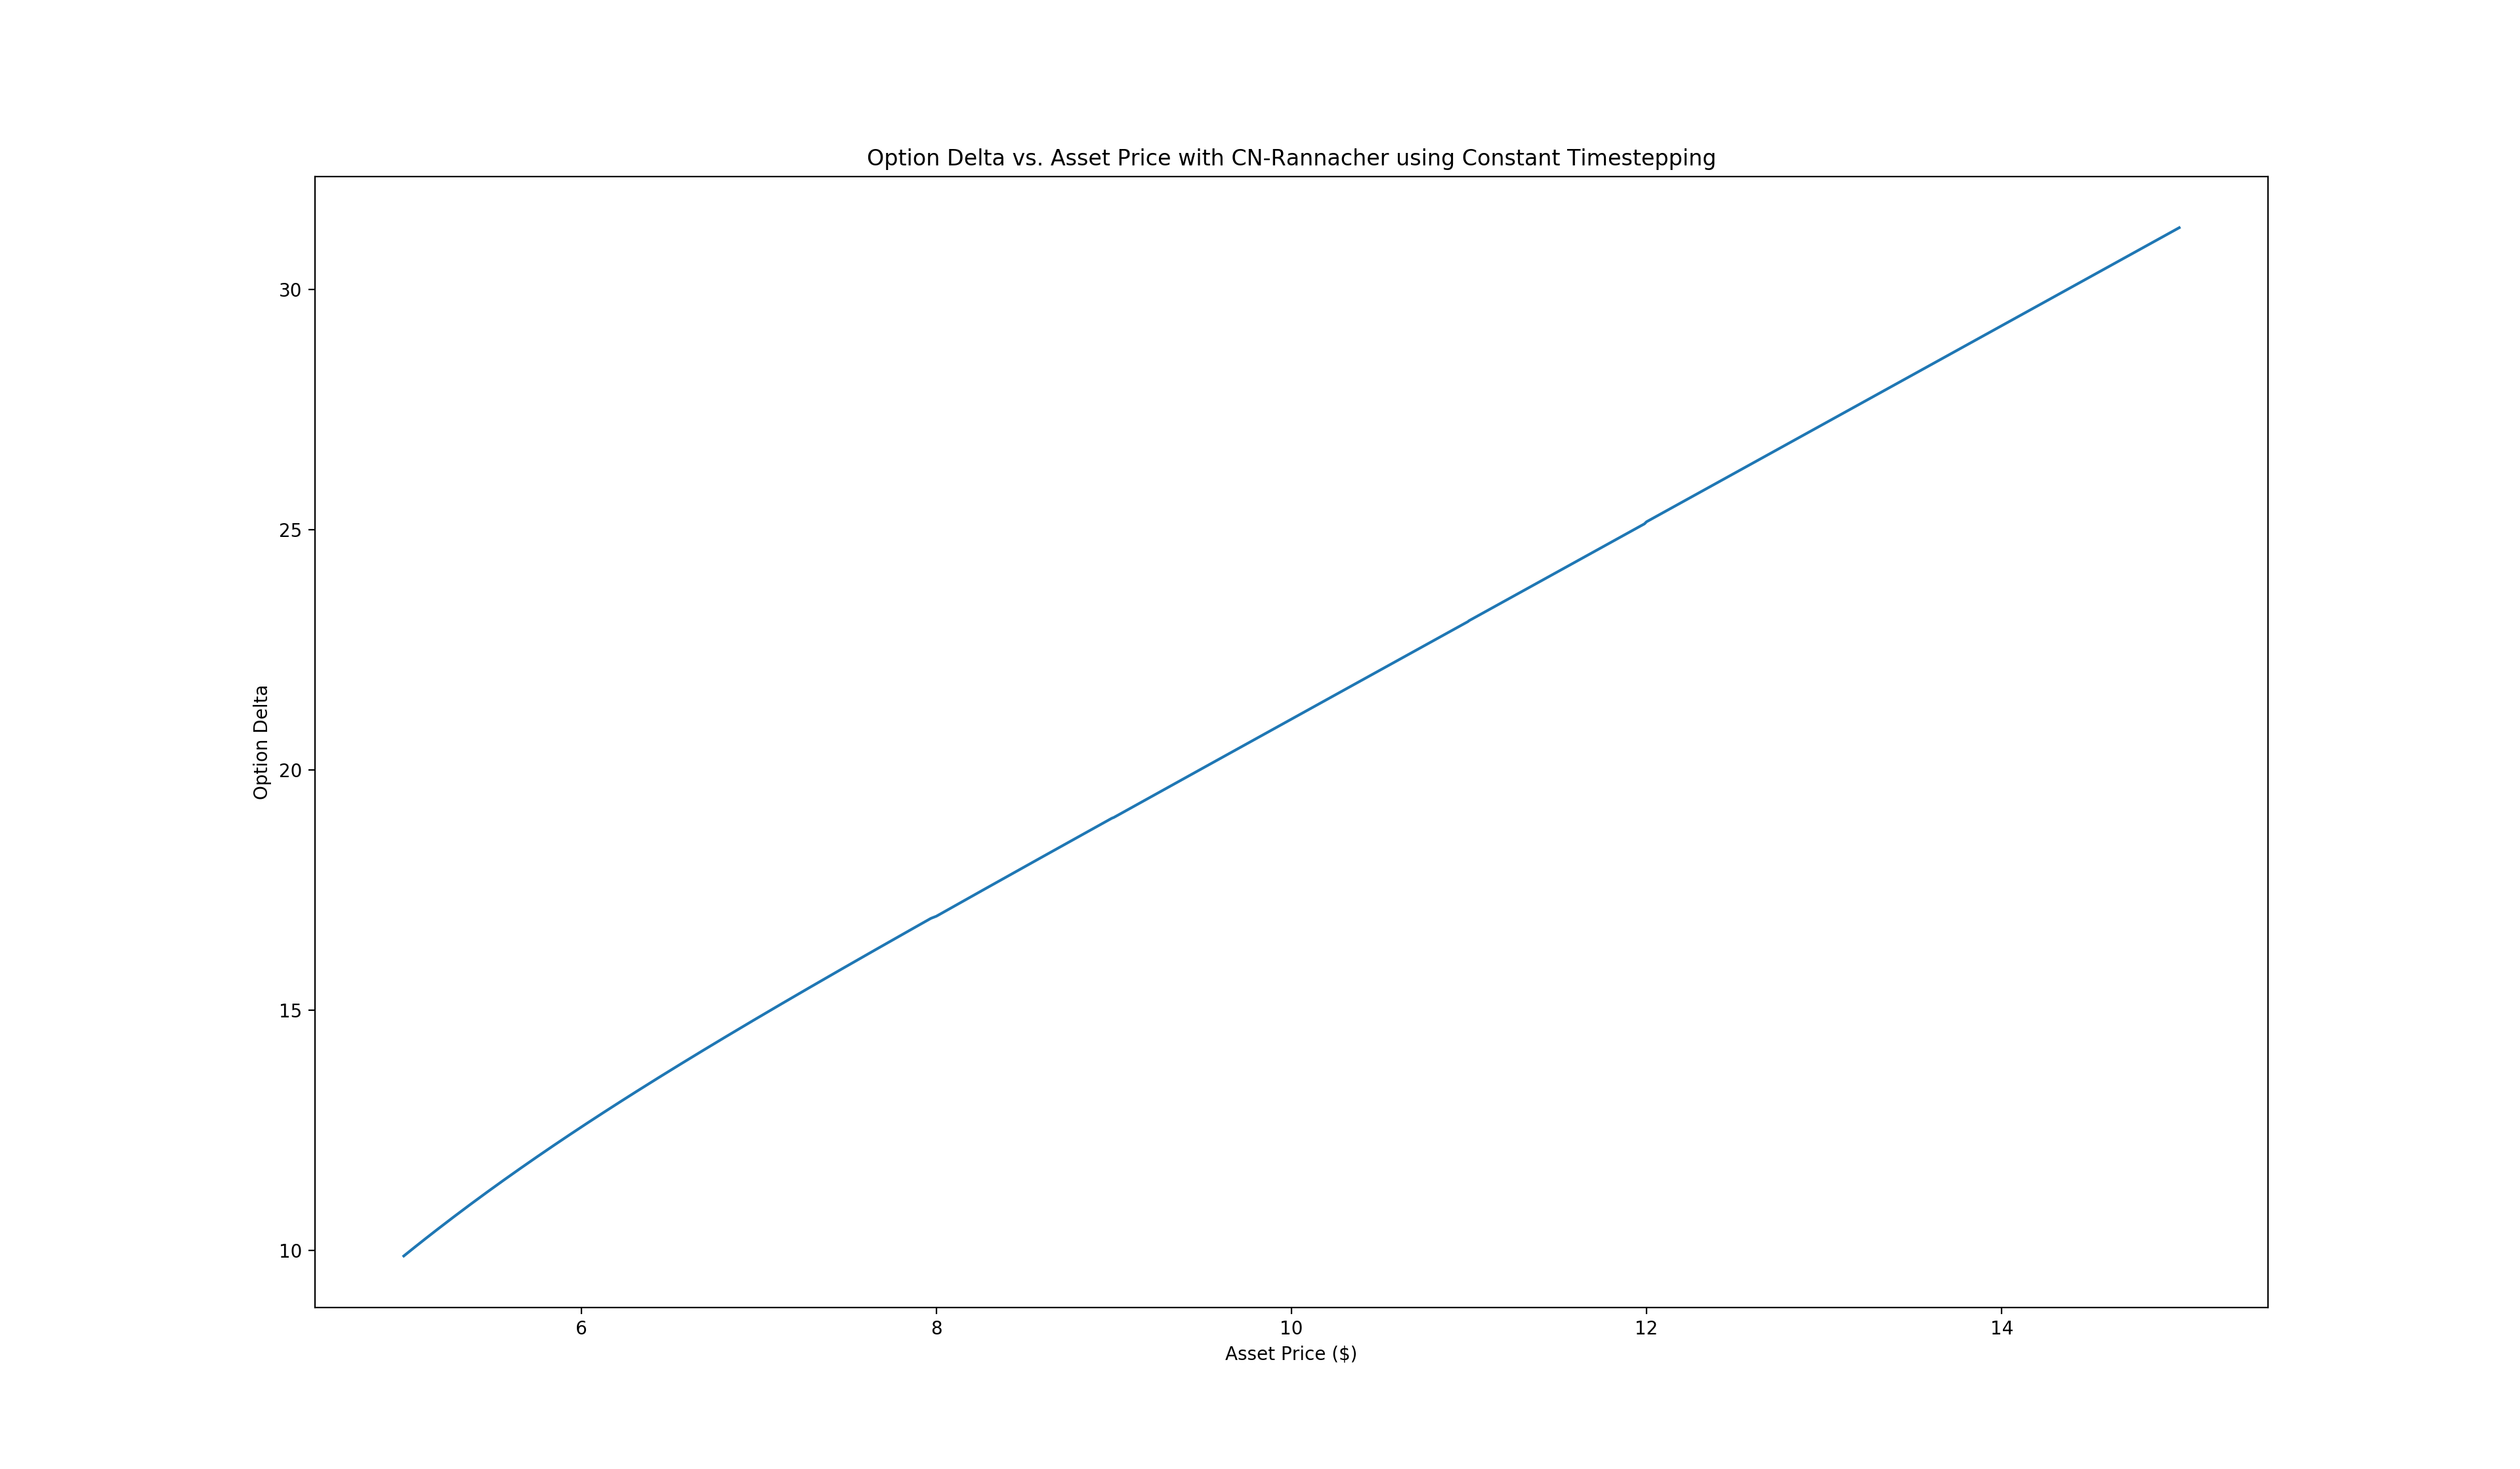 Option Delta vs. Asset Price with CN-Rannacher using Constant Timestepping
30
25
20
15
10
Option Delta
6 8 10 12 14
Asset Price ($)